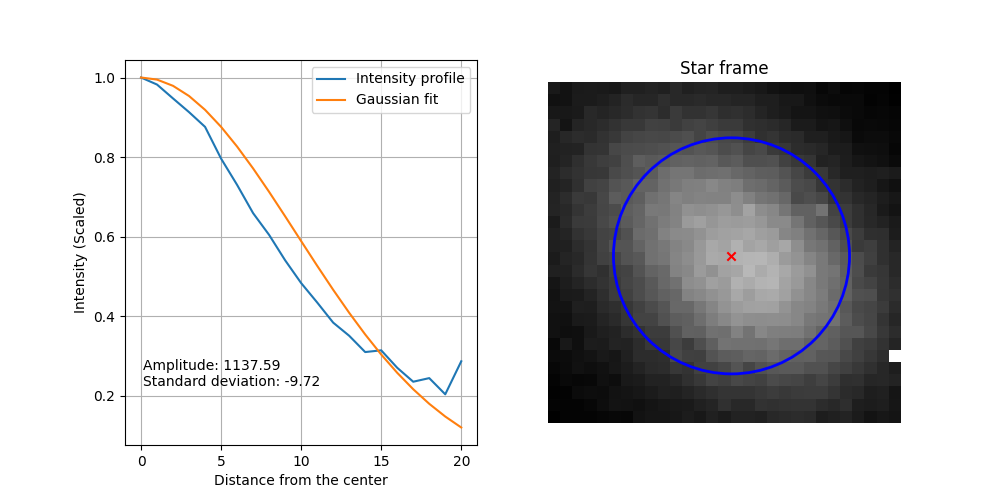 Star frame
Intensity profile
Gaussian fit
1.0
0.8
0.6
0.4
0.2
Intensity (Scaled)
Amplitude: 1137.59
Standard deviation: -9.72
0 5 10 15 20
Distance from the center